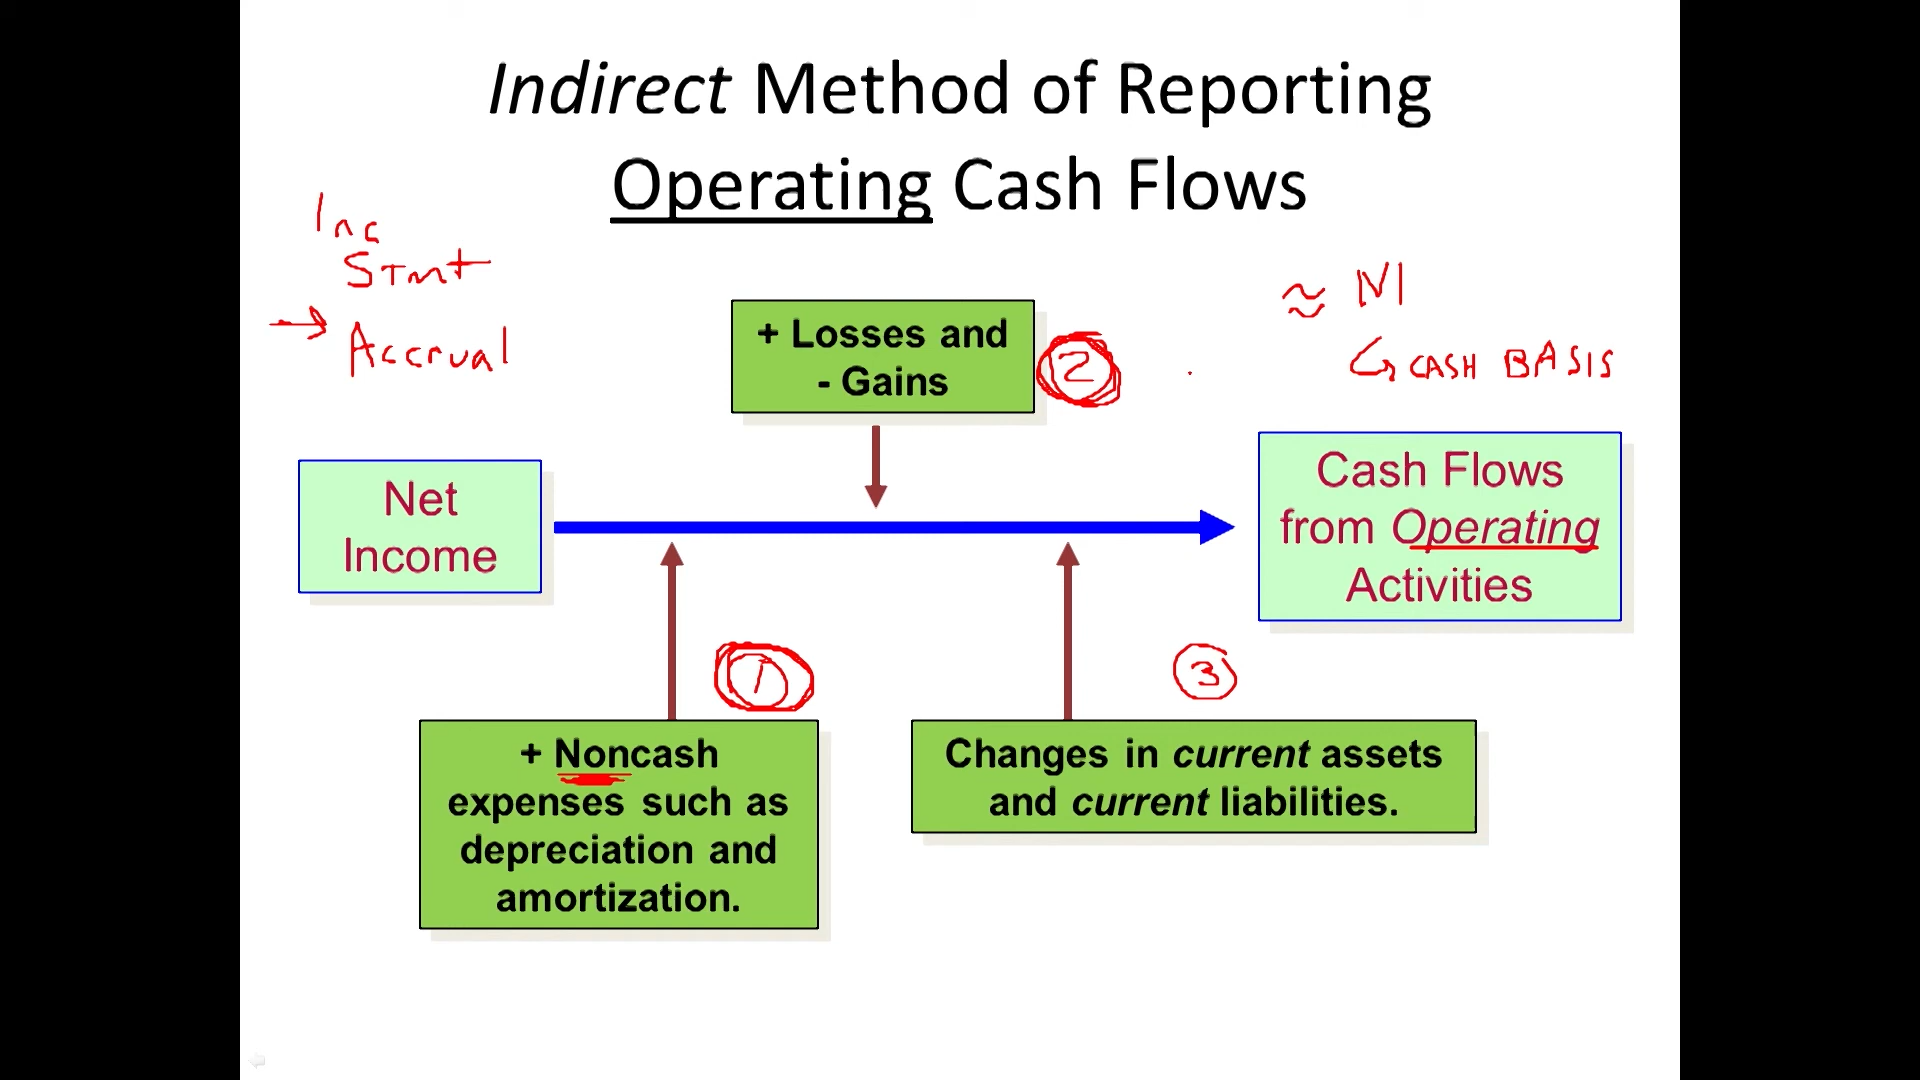 Indirect Method of Reporting
Operating Cash Flows
Inc
Stmt
→ Accrual
≈ NI
↳ CASH BASIS
+ Losses and
- Gains
2
Net
Income
Cash Flows
from Operating
Activities
1
3
+ Noncash
expenses such as
depreciation and
amortization.
Changes in current assets
and current liabilities.